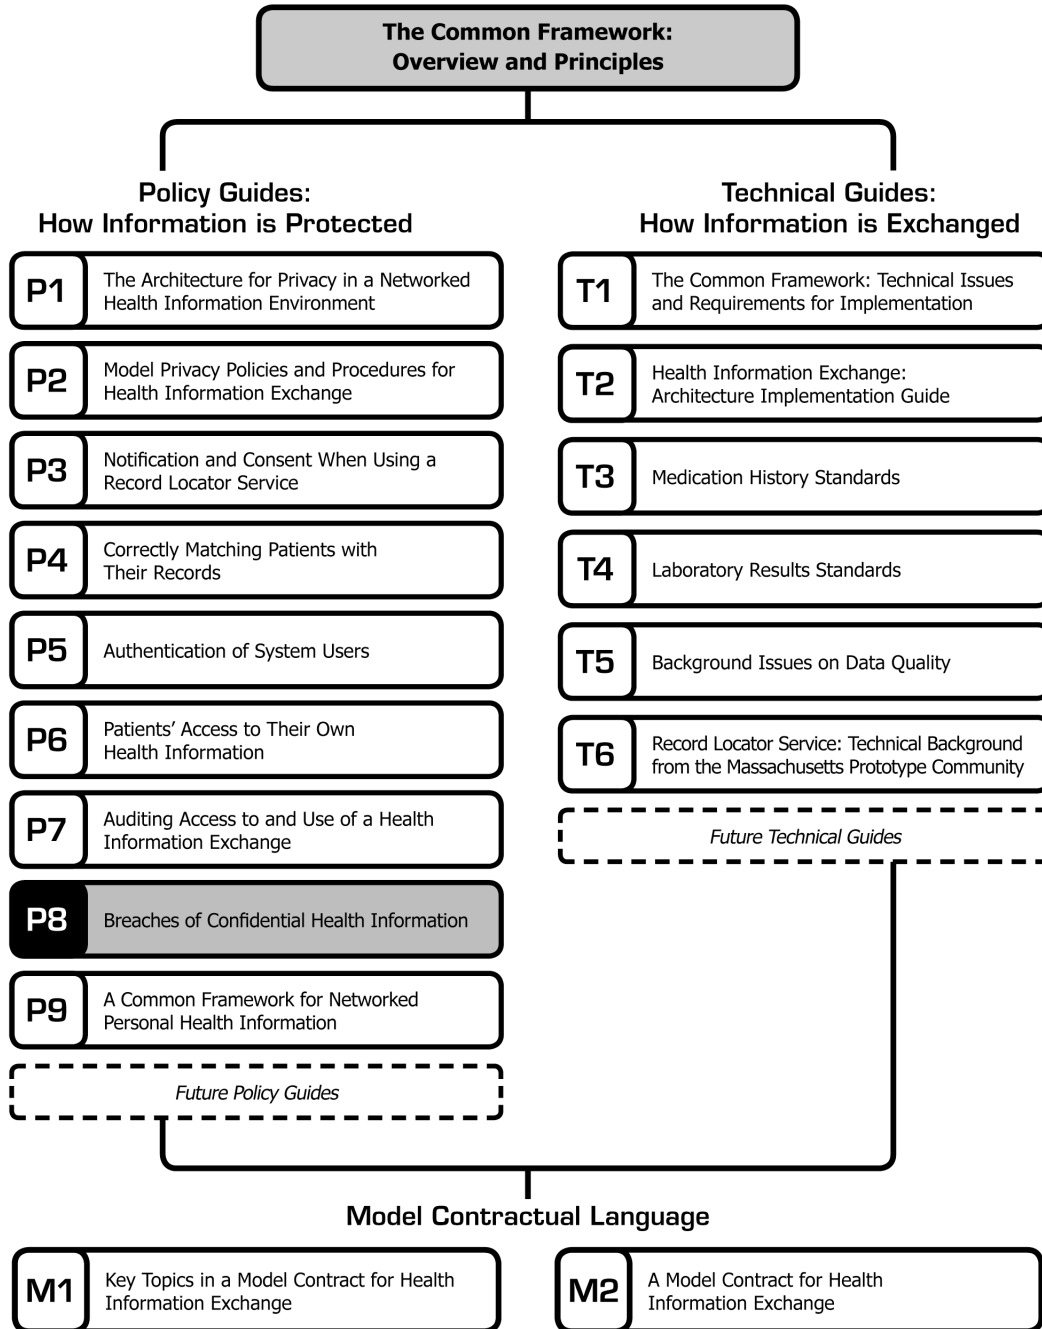 The Common Framework:
Overview and Principles
Policy Guides:
How Information is Protected
P1
The Architecture for Privacy in a Networked
Health Information Environment
P2
Model Privacy Policies and Procedures for
Health Information Exchange
P3
Notification and Consent When Using a
Record Locator Service
P4
Correctly Matching Patients with
Their Records
P5
Authentication of System Users
P6
Patients’ Access to Their Own
Health Information
P7
Auditing Access to and Use of a Health
Information Exchange
P8
Breaches of Confidential Health Information
P9
A Common Framework for Networked
Personal Health Information
Future Policy Guides
Technical Guides:
How Information is Exchanged
T1
The Common Framework: Technical Issues
and Requirements for Implementation
T2
Health Information Exchange:
Architecture Implementation Guide
T3
Medication History Standards
T4
Laboratory Results Standards
T5
Background Issues on Data Quality
T6
Record Locator Service: Technical Background
from the Massachusetts Prototype Community
Future Technical Guides
Model Contractual Language
M1
Key Topics in a Model Contract for Health
Information Exchange
M2
A Model Contract for Health
Information Exchange